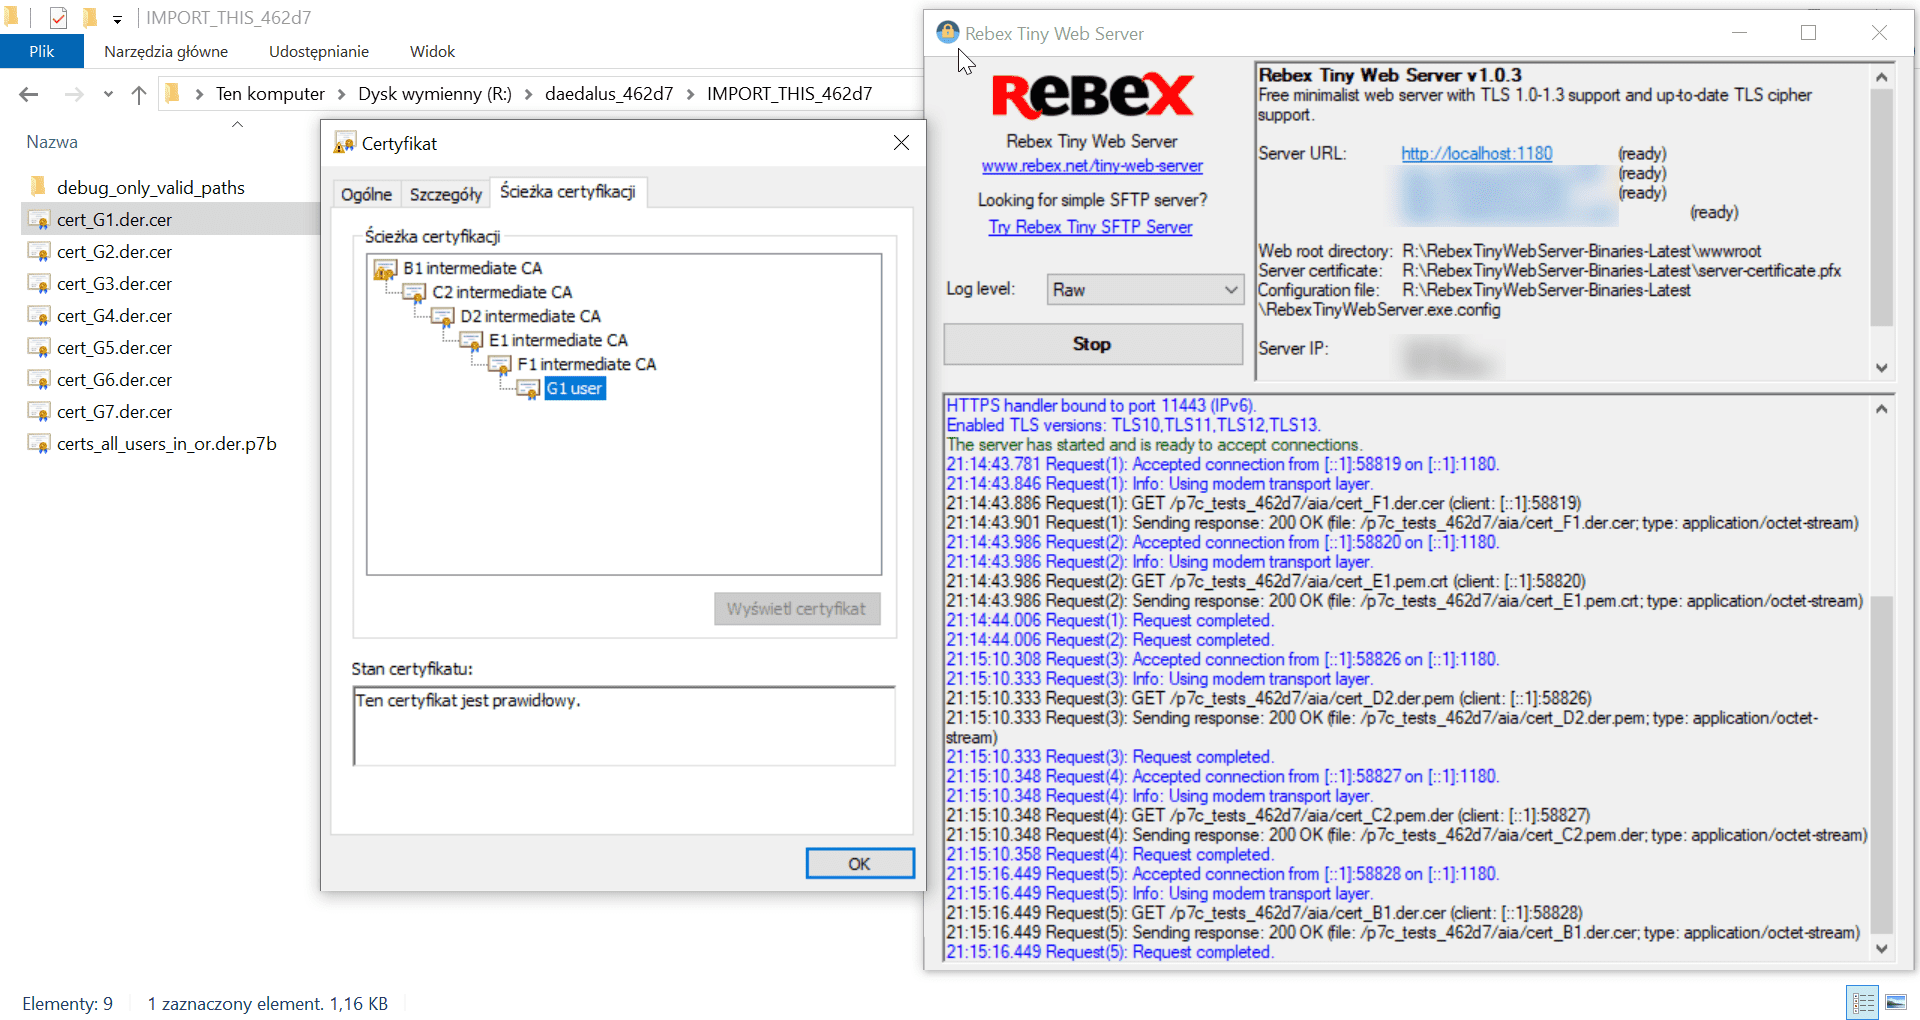 IMPORT_THIS_462d7
Plik
Narzędzia główne
Udostępnianie
Widok
Ten komputer
Dysk wymienny (R:)
daedalus_462d7
IMPORT_THIS_462d7
Nazwa
debug_only_valid_paths
cert_G1.der.cer
cert_G2.der.cer
cert_G3.der.cer
cert_G4.der.cer
cert_G5.der.cer
cert_G6.der.cer
cert_G7.der.cer
certs_all_users_in_or.der.p7b
Elementy: 9
1 zaznaczony element. 1,16 KB
Certyfikat
Ogólne
Szczegóły
Ścieżka certyfikacji
Ścieżka certyfikacji
B1 intermediate CA
C2 intermediate CA
D2 intermediate CA
E1 intermediate CA
F1 intermediate CA
G1 user
Wyświetl certyfikat
Stan certyfikatu:
Ten certyfikat jest prawidłowy.
OK
Rebex Tiny Web Server
ReBeX
Rebex Tiny Web Server
www.rebex.net/tiny-web-server
Looking for simple SFTP server?
Try Rebex Tiny SFTP Server
Log level:
Raw
Stop
Rebex Tiny Web Server v1.0.3
Free minimalist web server with TLS 1.0-1.3 support and up-to-date TLS cipher
support.
Server URL: http://localhost:1180 (ready)
(ready)
(ready)
(ready)
Web root directory: R:\RebexTinyWebServer-Binaries-Latest\wwwroot
Server certificate: R:\RebexTinyWebServer-Binaries-Latest\server-certificate.pfx
Configuration file: R:\RebexTinyWebServer-Binaries-Latest
\RebexTinyWebServer.exe.config
Server IP:
HTTPS handler bound to port 11443 (IPv6).
Enabled TLS versions: TLS10,TLS11,TLS12,TLS13.
The server has started and is ready to accept connections.
21:14:43.781 Request(1): Accepted connection from [::1]:58819 on [::1]:1180.
21:14:43.846 Request(1): Info: Using modern transport layer.
21:14:43.886 Request(1): GET /p7c_tests_462d7/aia/cert_F1.der.cer (client: [::1]:58819)
21:14:43.901 Request(1): Sending response: 200 OK (file: /p7c_tests_462d7/aia/cert_F1.der.cer; type: application/octet-stream)
21:14:43.986 Request(2): Accepted connection from [::1]:58820 on [::1]:1180.
21:14:43.986 Request(2): Info: Using modern transport layer.
21:14:43.986 Request(2): GET /p7c_tests_462d7/aia/cert_E1.pem.crt (client: [::1]:58820)
21:14:43.986 Request(2): Sending response: 200 OK (file: /p7c_tests_462d7/aia/cert_E1.pem.crt; type: application/octet-stream)
21:14:44.006 Request(1): Request completed.
21:14:44.006 Request(2): Request completed.
21:15:10.308 Request(3): Accepted connection from [::1]:58826 on [::1]:1180.
21:15:10.333 Request(3): Info: Using modern transport layer.
21:15:10.333 Request(3): GET /p7c_tests_462d7/aia/cert_D2.der.pem (client: [::1]:58826)
21:15:10.333 Request(3): Sending response: 200 OK (file: /p7c_tests_462d7/aia/cert_D2.der.pem; type: application/octet-
stream)
21:15:10.333 Request(3): Request completed.
21:15:10.348 Request(4): Accepted connection from [::1]:58827 on [::1]:1180.
21:15:10.348 Request(4): Info: Using modern transport layer.
21:15:10.348 Request(4): GET /p7c_tests_462d7/aia/cert_C2.pem.der (client: [::1]:58827)
21:15:10.348 Request(4): Sending response: 200 OK (file: /p7c_tests_462d7/aia/cert_C2.pem.der; type: application/octet-stream)
21:15:10.358 Request(4): Request completed.
21:15:16.449 Request(5): Accepted connection from [::1]:58828 on [::1]:1180.
21:15:16.449 Request(5): Info: Using modern transport layer.
21:15:16.449 Request(5): GET /p7c_tests_462d7/aia/cert_B1.der.cer (client: [::1]:58828)
21:15:16.449 Request(5): Sending response: 200 OK (file: /p7c_tests_462d7/aia/cert_B1.der.cer; type: application/octet-stream)
21:15:16.449 Request(5): Request completed.